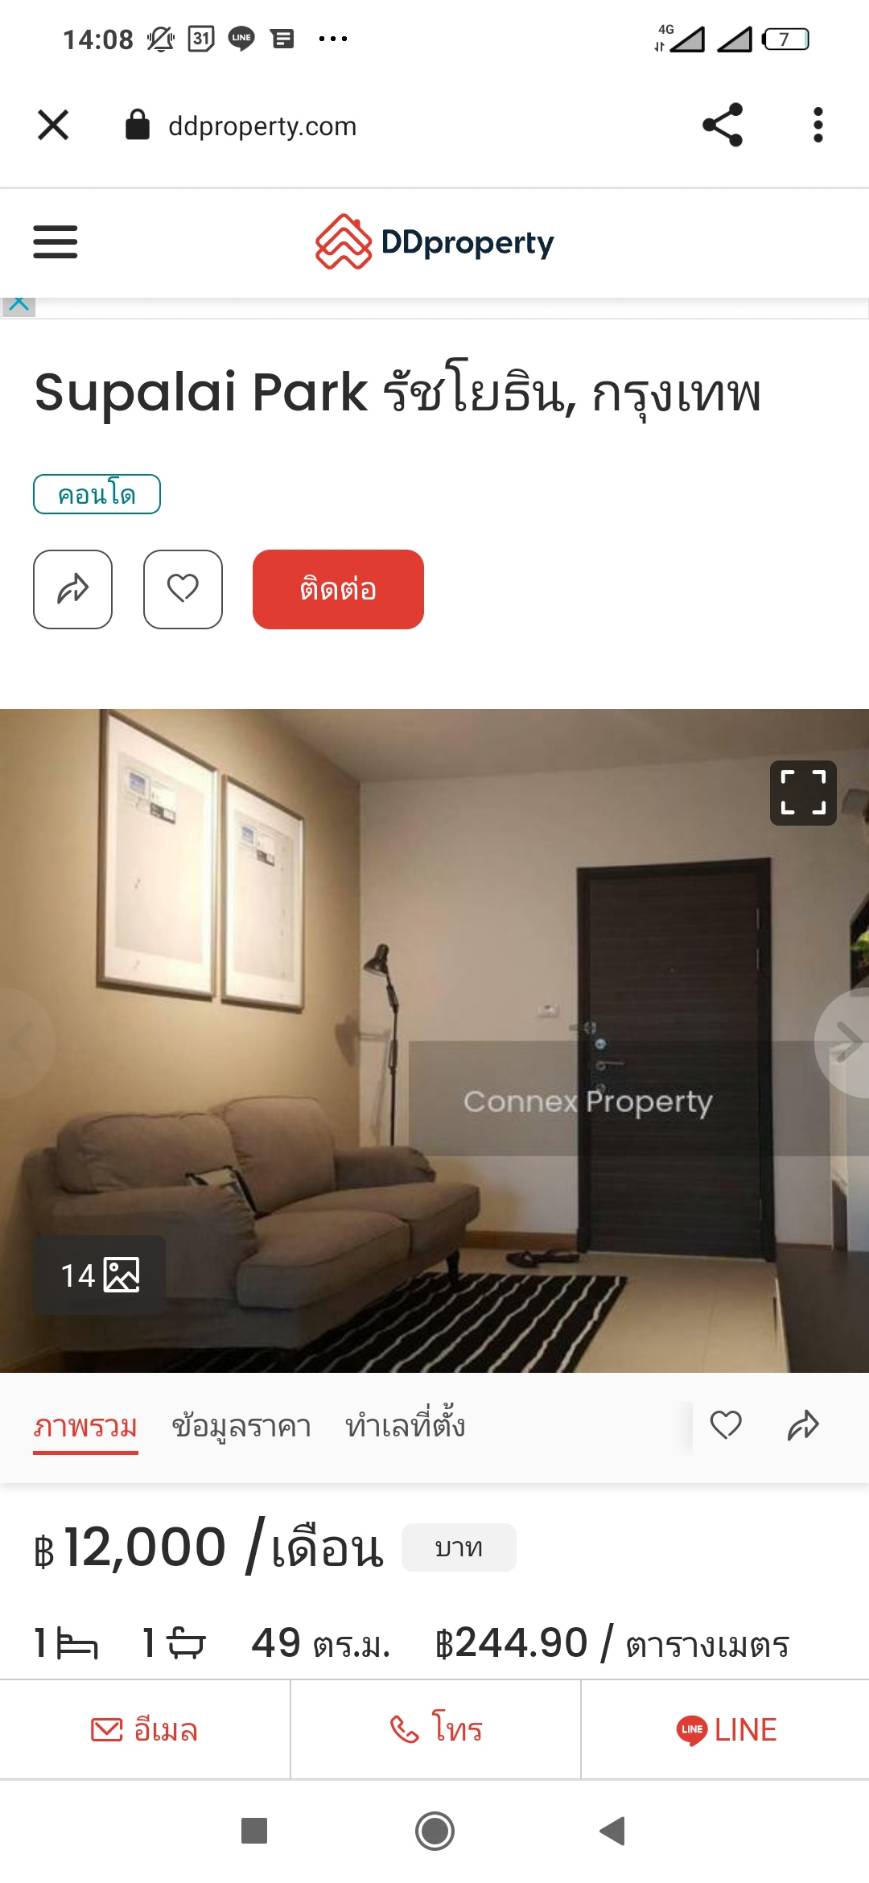 14:08
31
LINE
4G
7
ddproperty.com
DDproperty
Supalai Park รัชโยธิน, กรุงเทพ
คอนโด
ติดต่อ
Connex Property
14
ภาพรวม ข้อมูลราคา ทำเลที่ตั้ง
฿ 12,000 /เดือน บาท
1 1 49 ตร.ม. ฿244.90 / ตารางเมตร
อีเมล โทร LINE LINE